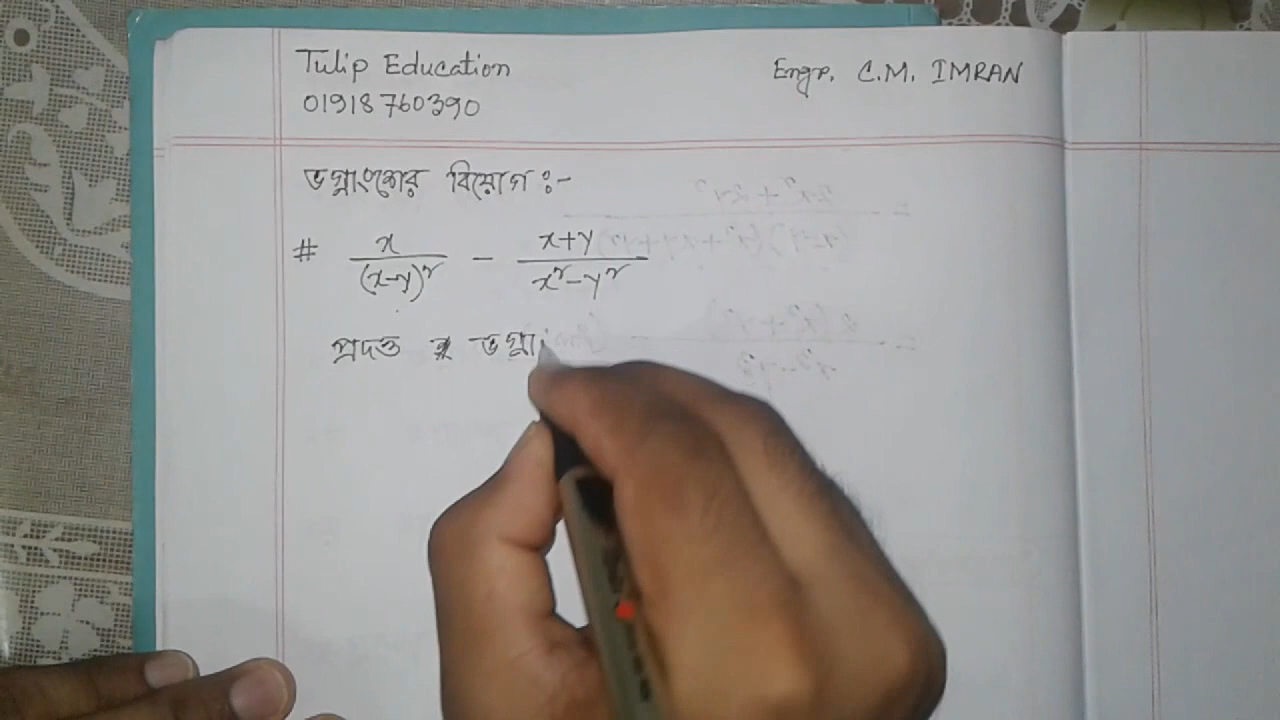 Tulip Education
01918760390
Engr. C.M. IMRAN
ভগ্নাংশের বিয়োগ :-
# x/(x-y)² - (x+y)/(x²-y²)
প্রদত্ত ভগ্নাং